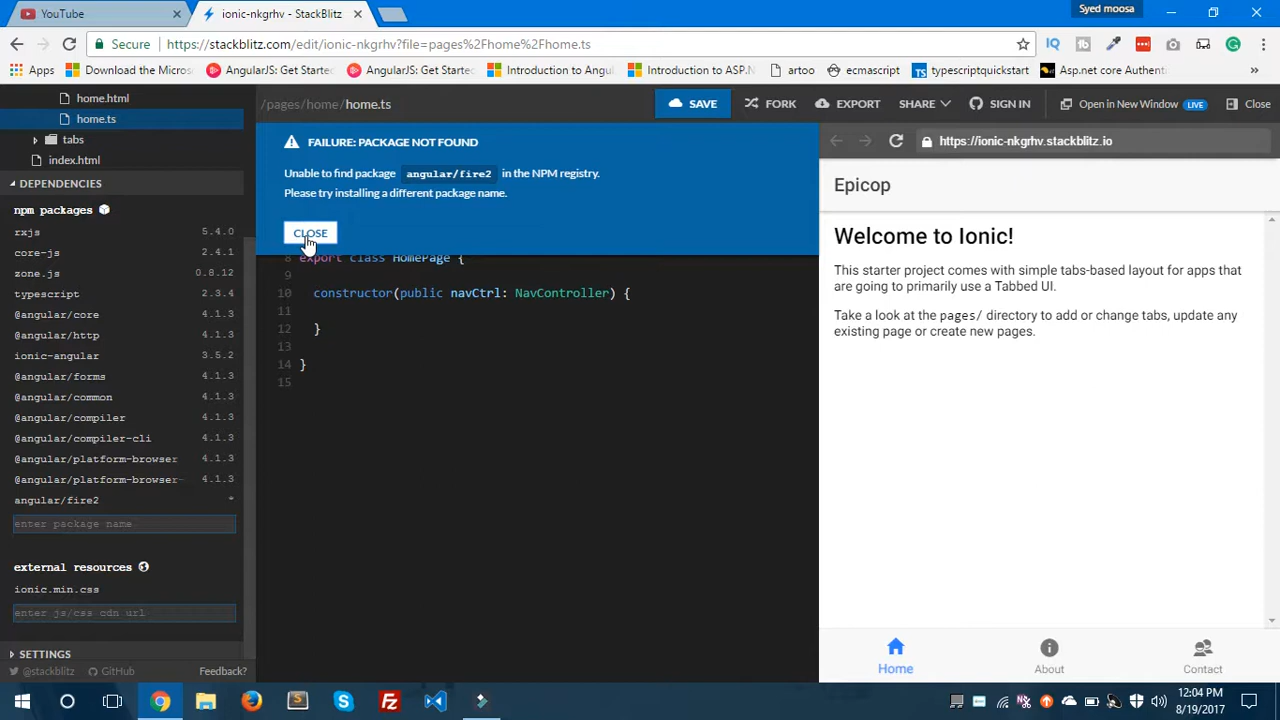 YouTube
ionic-nkgrhv - StackBlitz
Syed moosa
Secure
https://stackblitz.com/edit/ionic-nkgrhv?file=pages%2Fhome%2Fhome.ts
Apps
Download the Micros
AngularJS: Get Starte
AngularJS: Get Starte
Introduction to Angu
Introduction to ASP.N
artoo
ecmascript
typescriptquickstart
Asp.net core Authent
home.html
home.ts
tabs
index.html
DEPENDENCIES
npm packages
rxjs 5.4.0
core-js 2.4.1
zone.js 0.8.12
typescript 2.3.4
@angular/core 4.1.3
@angular/http 4.1.3
ionic-angular 3.5.2
@angular/forms 4.1.3
@angular/common 4.1.3
@angular/compiler 4.1.3
@angular/compiler-cli 4.1.3
@angular/platform-browser 4.1.3
@angular/platform-browser- 4.1.3
angular/fire2 *
enter package name
external resources
ionic.min.css
enter js/css cdn url
SETTINGS
@stackblitz GitHub Feedback?
/pages/home/home.ts
SAVE
FORK
EXPORT
SHARE
SIGN IN
Open in New Window LIVE
Close
FAILURE: PACKAGE NOT FOUND
Unable to find package angular/fire2 in the NPM registry.
Please try installing a different package name.
CLOSE
8 export class HomePage {
9
10 constructor(public navCtrl: NavController) {
11
12 }
13
14 }
15
https://ionic-nkgrhv.stackblitz.io
Epicop
Welcome to Ionic!
This starter project comes with simple tabs-based layout for apps that
are going to primarily use a Tabbed UI.
Take a look at the pages/ directory to add or change tabs, update any
existing page or create new pages.
Home
About
Contact
12:04 PM
8/19/2017